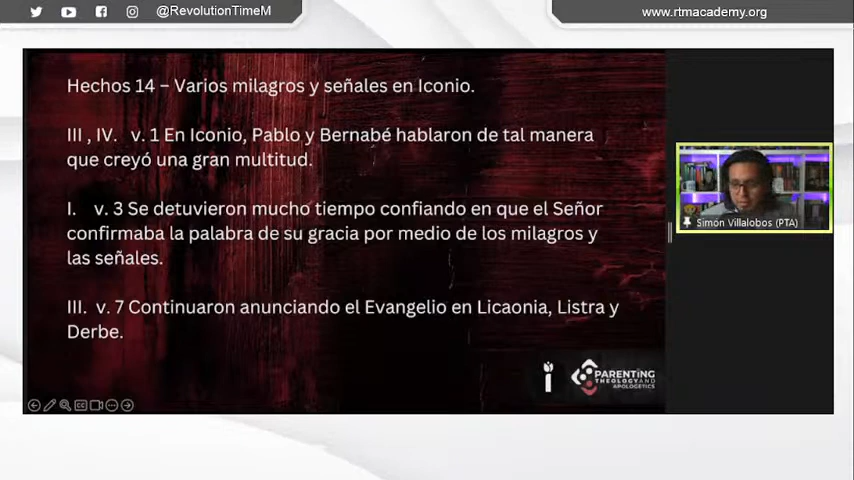 @RevolutionTimeM
www.rtmacademy.org
Hechos 14 – Varios milagros y señales en Iconio.
III , IV. v. 1 En Iconio, Pablo y Bernabé hablaron de tal manera
que creyó una gran multitud.
I. v. 3 Se detuvieron mucho tiempo confiando en que el Señor
confirmaba la palabra de su gracia por medio de los milagros y
las señales.
III. v. 7 Continuaron anunciando el Evangelio en Licaonia, Listra y
Derbe.
Simón Villalobos (PTA)
PARENTING
THEOLOGY AND
APOLOGETICS